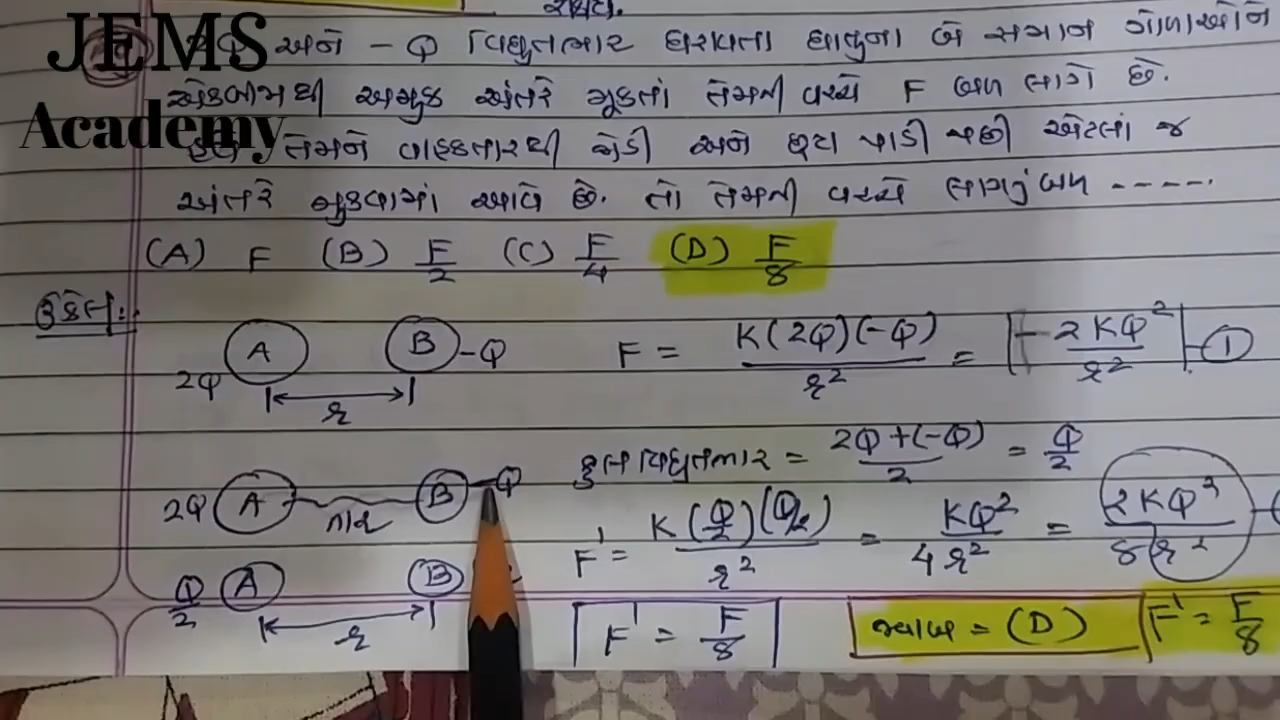 JEMS
Academy
2Q અને - Q વિદ્યુતભાર ધરાવતા ધાતુના બે સમાન ગોળાઓને
એકબીજાથી અમુક અંતરે મૂકતાં તેમની વચ્ચે F બળ લાગે છે.
તેમને વાહકતારથી જોડી અને છૂટા પાડી પછી એટલાં જ
અંતરે મુકવામાં આવે છે. તો તેમની વચ્ચે લાગતું બળ -----.
(A) F (B) F/2 (C) F/4 (D) F/8
ઉકેલ:
A B -Q 2Q r
F = K(2Q)(-Q)/r² = |- 2KQ²/r²| - ①
કુલ વિદ્યુતભાર = 2Q+(-Q)/2 = Q/2
2Q A તાર B -Q
F' = K(Q/2)(Q/2)/r² = KQ²/4r² = 2KQ²/8r²
Q/2 A B r
F' = F/8
જવાબ = (D) F' = F/8